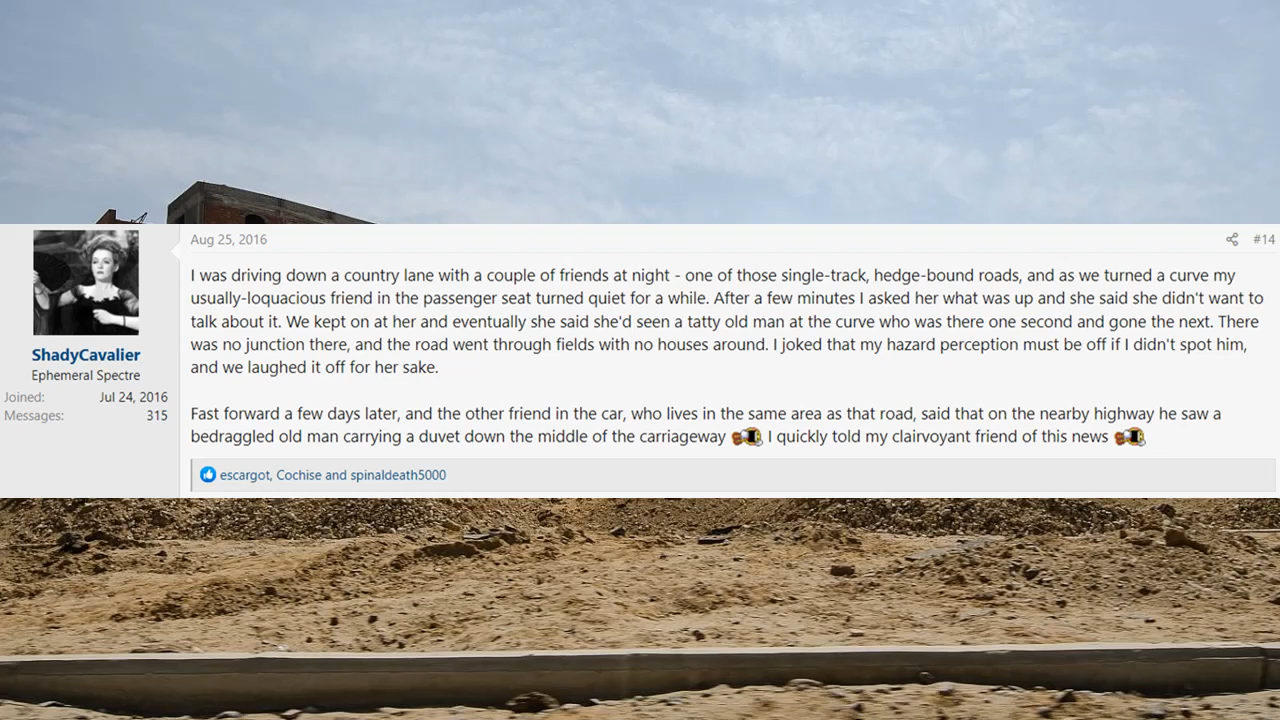 Aug 25, 2016
#14
I was driving down a country lane with a couple of friends at night - one of those single-track, hedge-bound roads, and as we turned a curve my
usually-loquacious friend in the passenger seat turned quiet for a while. After a few minutes I asked her what was up and she said she didn't want to
talk about it. We kept on at her and eventually she said she'd seen a tatty old man at the curve who was there one second and gone the next. There
was no junction there, and the road went through fields with no houses around. I joked that my hazard perception must be off if I didn't spot him,
and we laughed it off for her sake.
Fast forward a few days later, and the other friend in the car, who lives in the same area as that road, said that on the nearby highway he saw a
bedraggled old man carrying a duvet down the middle of the carriageway . I quickly told my clairvoyant friend of this news
escargot, Cochise and spinaldeath5000
ShadyCavalier
Ephemeral Spectre
Joined: Jul 24, 2016
Messages: 315